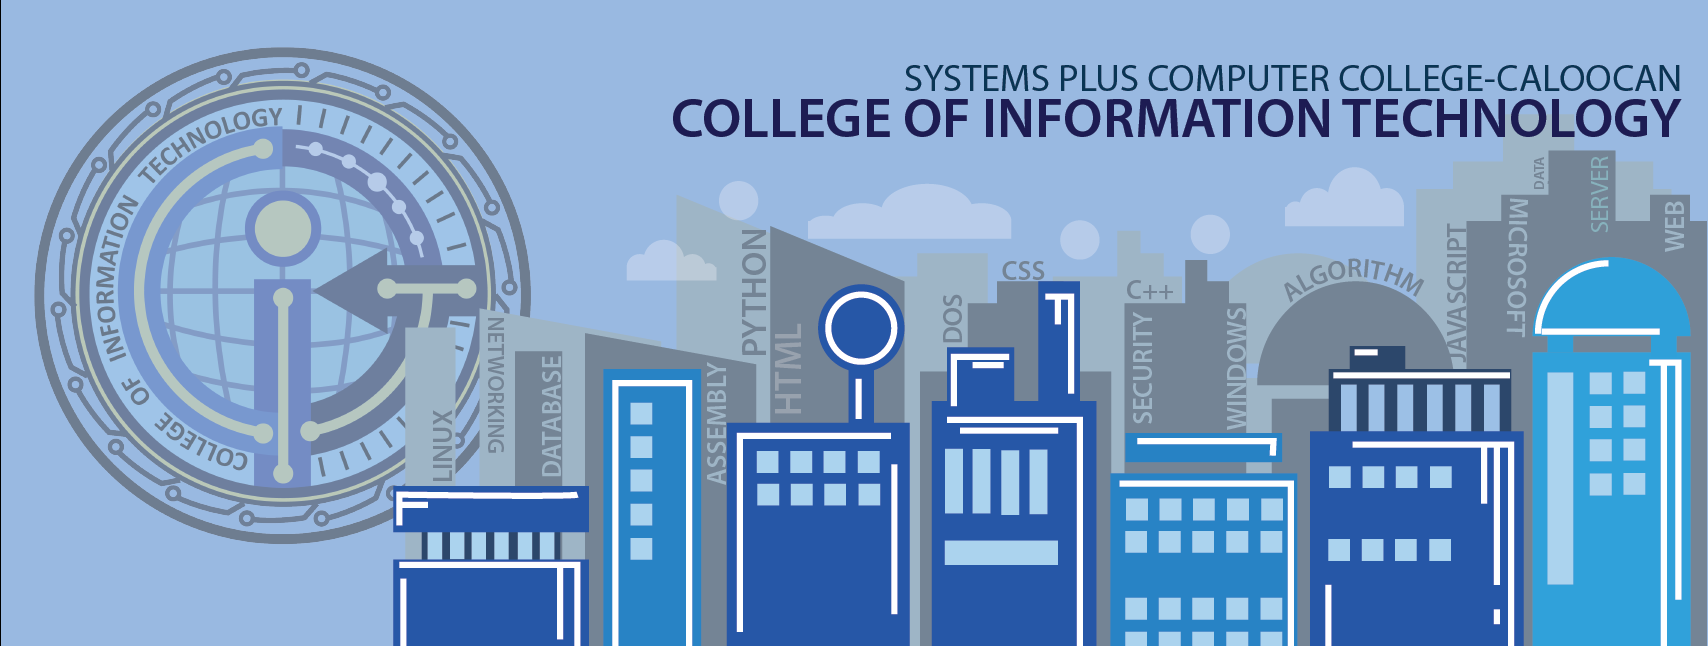 SYSTEMS PLUS COMPUTER COLLEGE-CALOOCAN
COLLEGE OF INFORMATION TECHNOLOGY
COLLEGE OF INFORMATION TECHNOLOGY
LINUX
NETWORKING
DATABASE
ASSEMBLY
PYTHON
HTML
DOS
CSS
C++
SECURITY
WINDOWS
ALGORITHM
JAVASCRIPT
MICROSOFT
DATA
SERVER
WEB